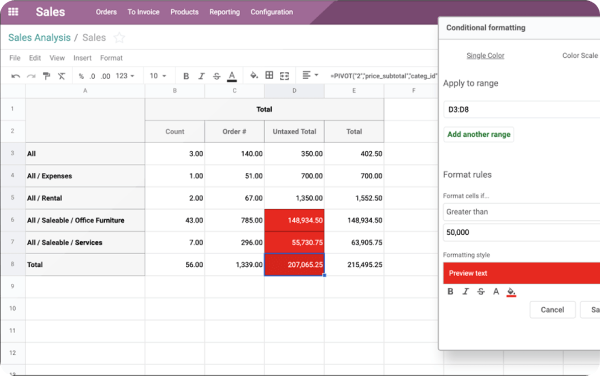 Sales Orders To Invoice Products Reporting Configuration
Sales Analysis / Sales
File Edit View Insert Format
% .0 .00 123 10 B I S A =PIVOT("2","price_subtotal","categ_id"
A B C D E F
1 Total
2 Count Order # Untaxed Total Total
3 All 3.00 140.00 350.00 402.50
4 All / Expenses 1.00 51.00 700.00 700.00
5 All / Rental 2.00 67.00 1,350.00 1,552.50
6 All / Saleable / Office Furniture 43.00 785.00 148,934.50 148,934.50
7 All / Saleable / Services 7.00 296.00 55,730.75 63,905.75
8 Total 56.00 1,339.00 207,065.25 215,495.25
9
10
11
12
13
Conditional formatting
Single Color Color Scale
Apply to range
D3:D8
Add another range
Format rules
Format cells if...
Greater than
50,000
Formatting style
Preview text
B I S A
Cancel Sa